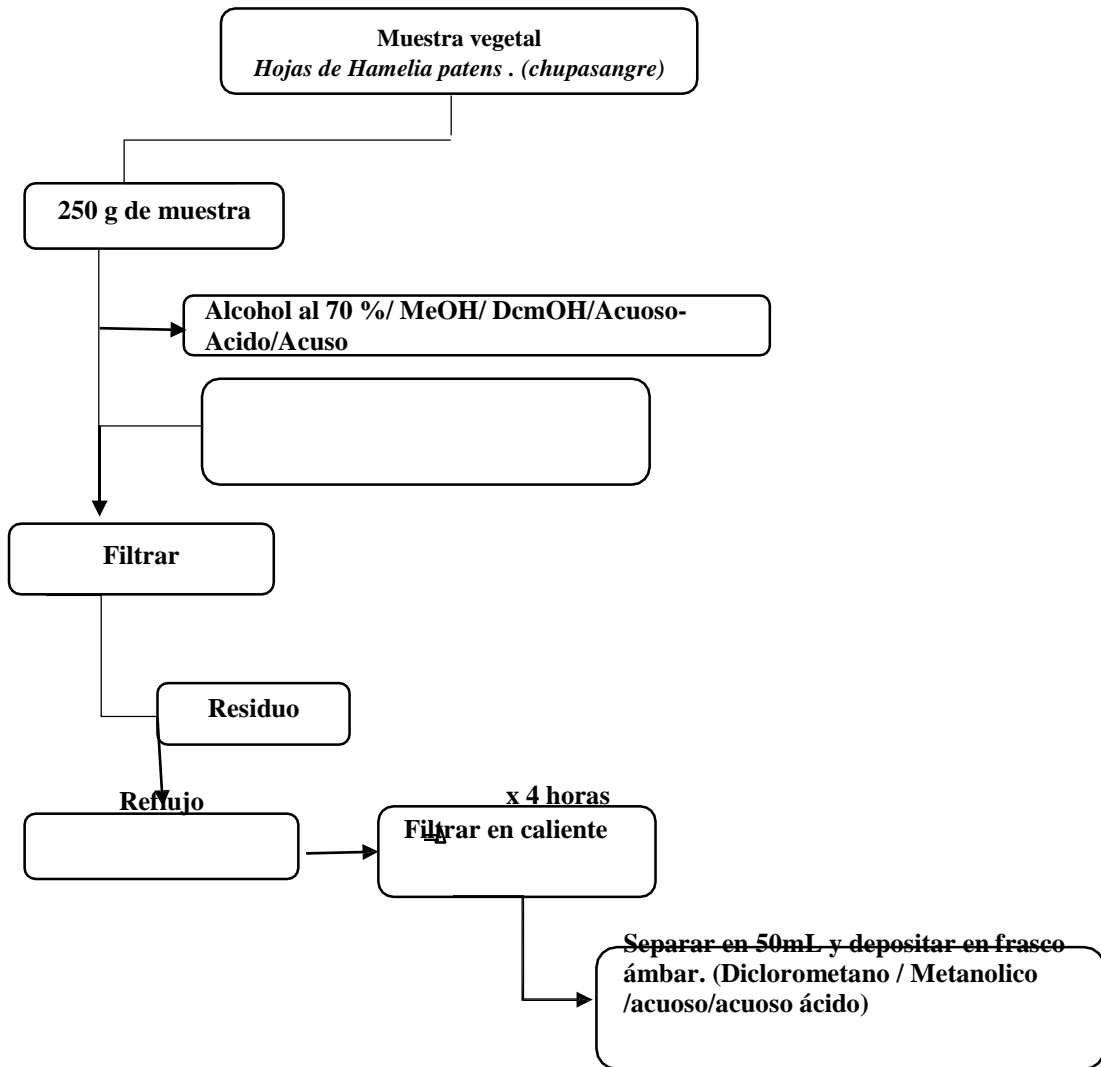 Muestra vegetal
Hojas de Hamelia patens . (chupasangre)
250 g de muestra
Alcohol al 70 %/ MeOH/ DcmOH/Acuoso-
Acido/Acuso
Filtrar
Residuo
Reflujo
x 4 horas
Filtrar en caliente
Separar en 50mL y depositar en frasco
ámbar. (Diclorometano / Metanolico
/acuoso/acuoso ácido)